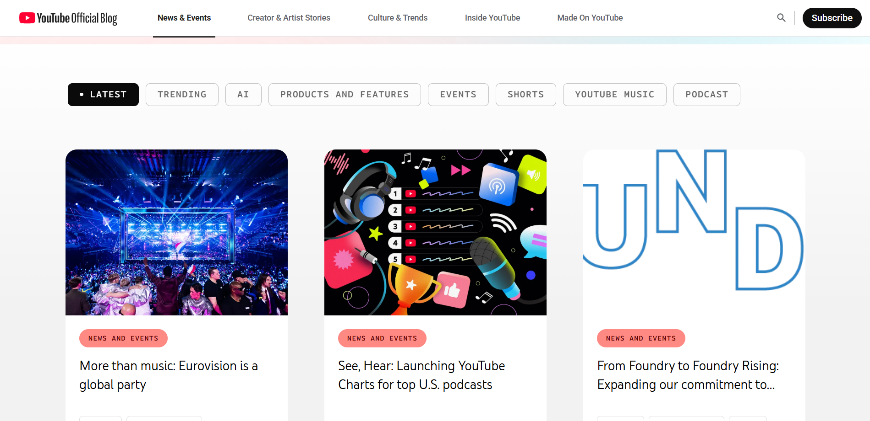 YouTube Official Blog
News & Events
Creator & Artist Stories
Culture & Trends
Inside YouTube
Made On YouTube
Subscribe
LATEST
TRENDING
AI
PRODUCTS AND FEATURES
EVENTS
SHORTS
YOUTUBE MUSIC
PODCAST
1
2
3
4
5
UND
NEWS AND EVENTS
More than music: Eurovision is a
global party
NEWS AND EVENTS
See, Hear: Launching YouTube
Charts for top U.S. podcasts
NEWS AND EVENTS
From Foundry to Foundry Rising:
Expanding our commitment to...